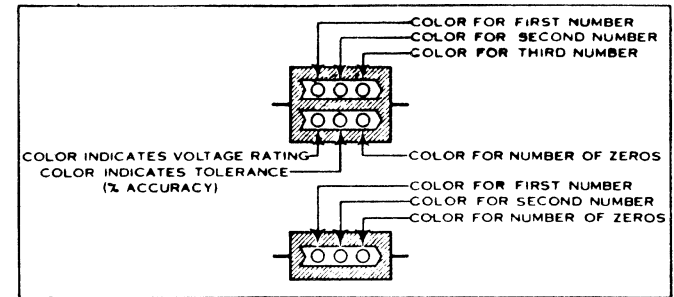 COLOR FOR FIRST NUMBER
COLOR FOR SECOND NUMBER
COLOR FOR THIRD NUMBER
COLOR INDICATES VOLTAGE RATING
COLOR FOR NUMBER OF ZEROS
COLOR INDICATES TOLERANCE
(% ACCURACY)
COLOR FOR FIRST NUMBER
COLOR FOR SECOND NUMBER
COLOR FOR NUMBER OF ZEROS